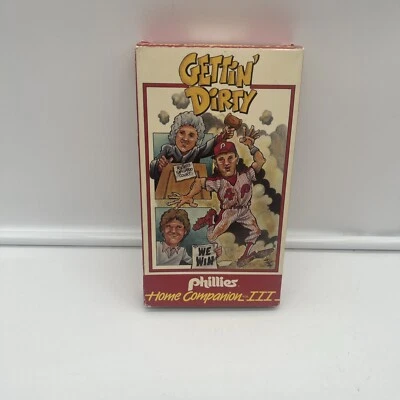 GETTIN'
DIRTY
P
WE
WIN
phillies
Home Companion - III